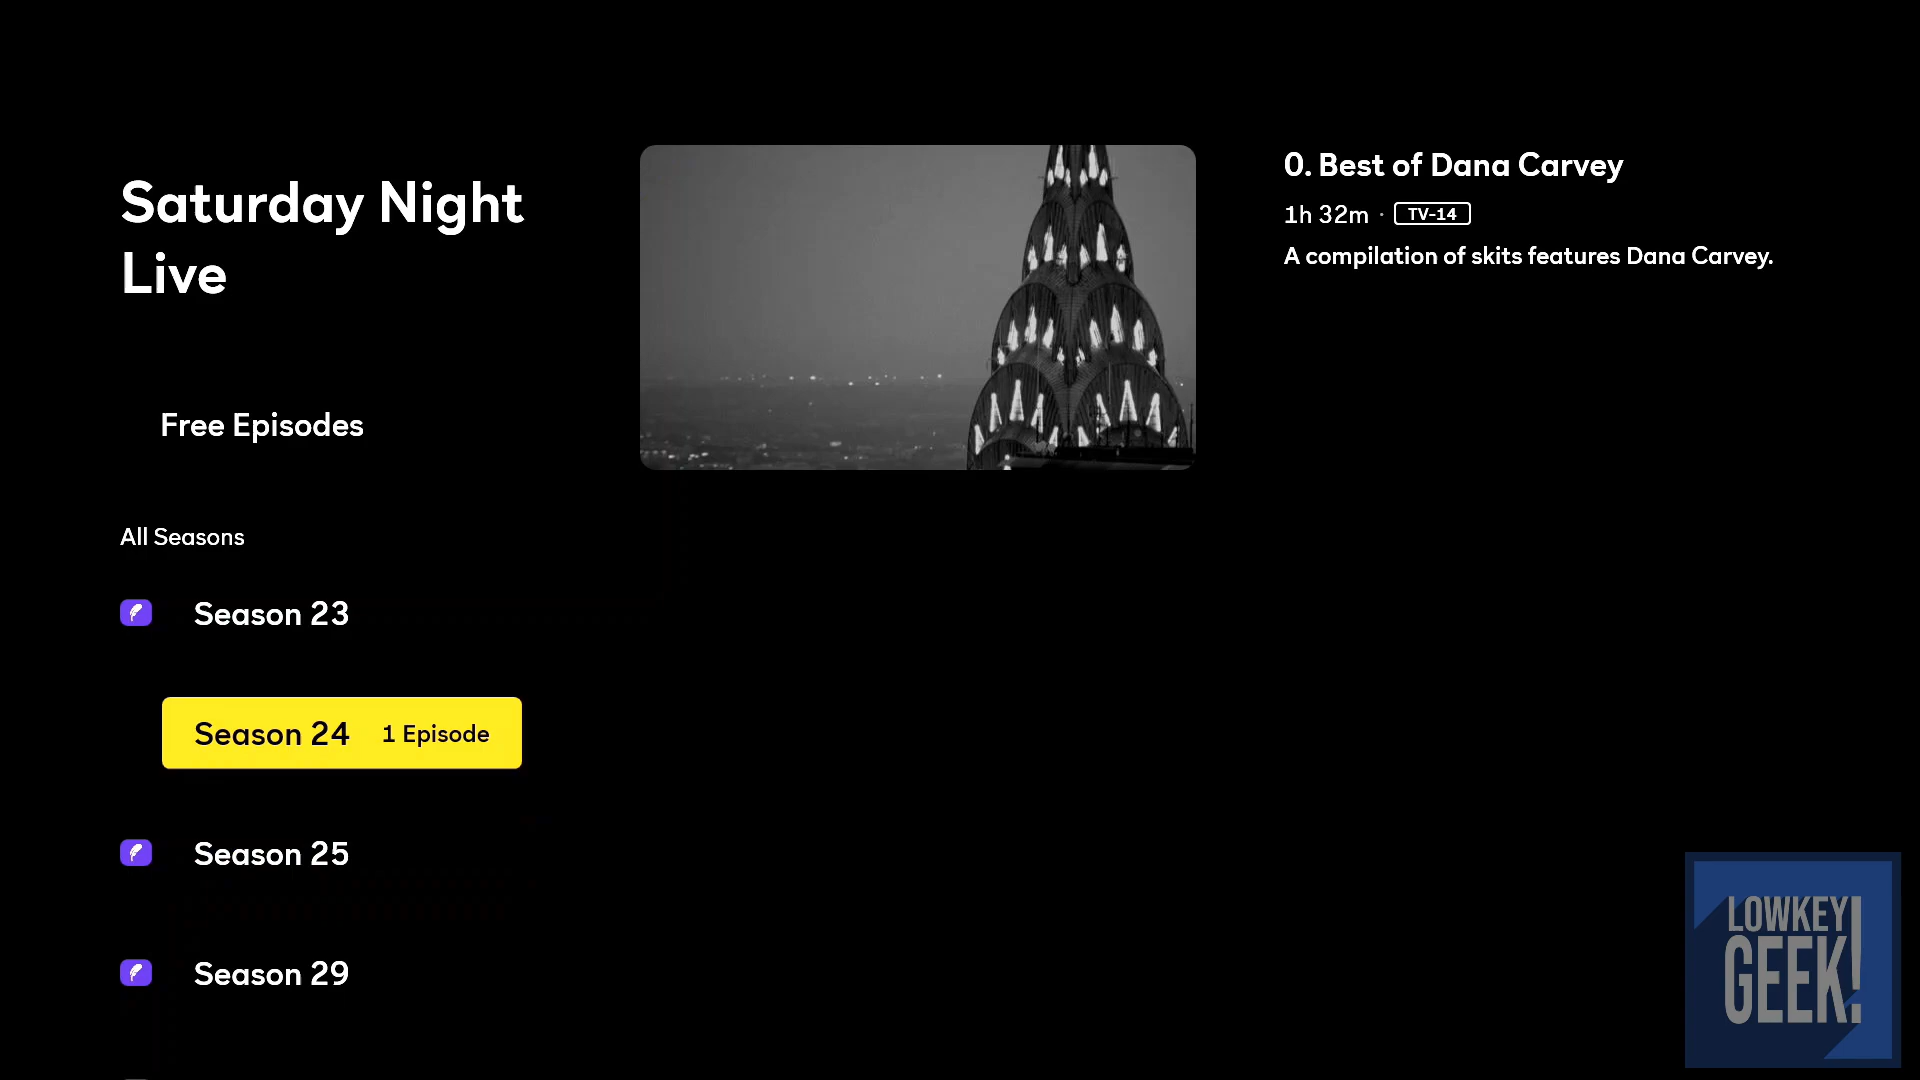 Saturday Night
Live
Free Episodes
All Seasons
Season 23
Season 24 1 Episode
Season 25
Season 29
0. Best of Dana Carvey
1h 32m · TV-14
A compilation of skits features Dana Carvey.
LOWKEY
GEEK!